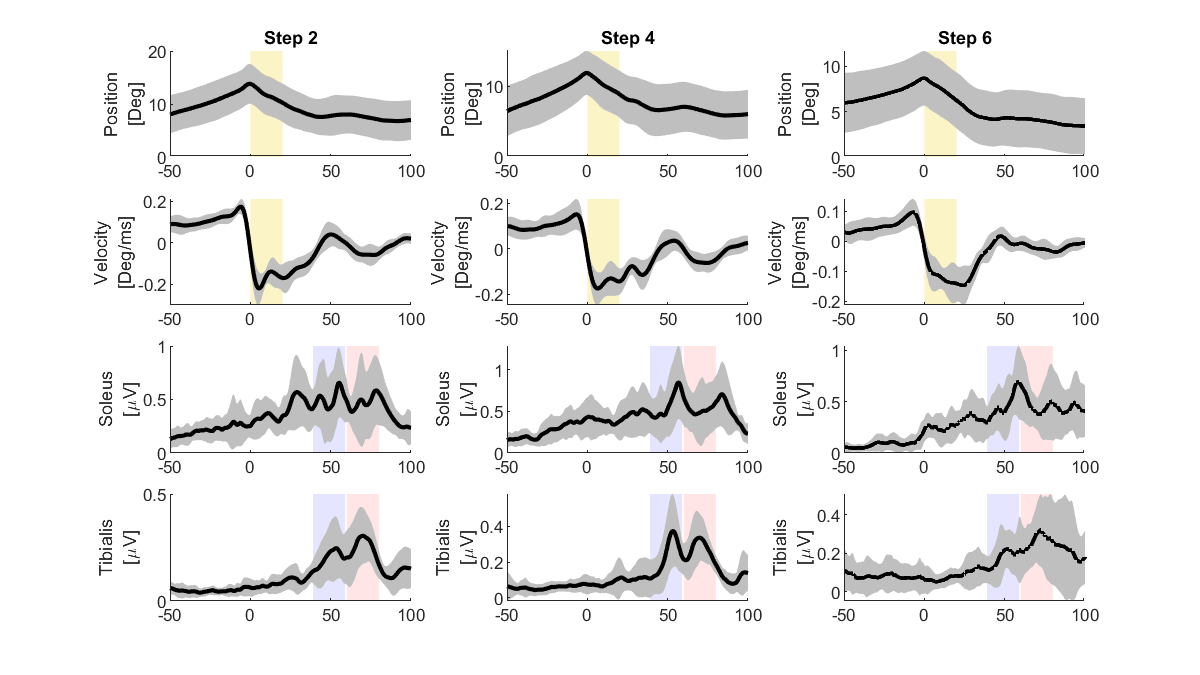 Step 2 Step 4 Step 6
Position [Deg] 20 10 0 -50 0 50 100
Position [Deg] 10 0 -50 0 50 100
Position [Deg] 10 5 0 -50 0 50 100
Velocity [Deg/ms] 0.2 0 -0.2 -50 0 50 100
Velocity [Deg/ms] 0.2 0 -0.2 -50 0 50 100
Velocity [Deg/ms] 0.1 0 -0.1 -0.2 -50 0 50 100
Soleus [μV] 1 0.5 0 -50 0 50 100
Soleus [μV] 1 0.5 0 -50 0 50 100
Soleus [μV] 1 0.5 0 -50 0 50 100
Tibialis [μV] 0.5 0 -50 0 50 100
Tibialis [μV] 0.4 0.2 0 -50 0 50 100
Tibialis [μV] 0.4 0.2 0 -50 0 50 100